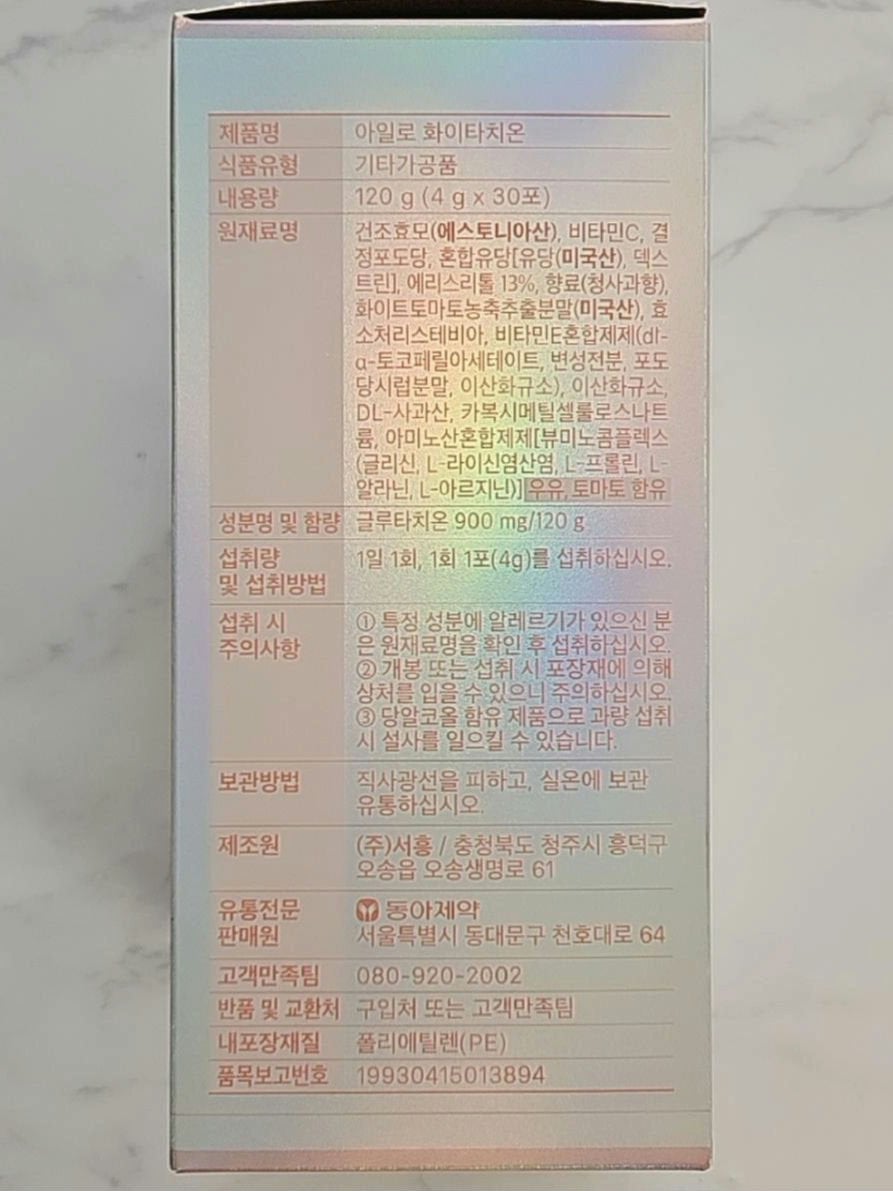 제품명 아일로 화이타치온
식품유형 기타가공품
내용량 120 g (4 g x 30포)
원재료명 건조효모(에스토니아산), 비타민C, 결
정포도당, 혼합유당[유당(미국산), 덱스
트린], 에리스리톨 13%, 향료(청사과향),
화이트토마토농축추출분말(미국산), 효
소처리스테비아, 비타민E혼합제제(dl-
α-토코페릴아세테이트, 변성전분, 포도
당시럽분말, 이산화규소), 이산화규소,
DL-사과산, 카복시메틸셀룰로스나트
륨, 아미노산혼합제제[뷰미노콤플렉스
(글리신, L-라이신염산염, L-프롤린, L-
알라닌, L-아르지닌)] 우유, 토마토 함유
성분명 및 함량 글루타치온 900 mg/120 g
섭취량 1일 1회, 1회 1포(4g)를 섭취하십시오.
및 섭취방법
섭취 시 ① 특정 성분에 알레르기가 있으신 분
주의사항 은 원재료명을 확인 후 섭취하십시오.
② 개봉 또는 섭취 시 포장재에 의해
상처를 입을 수 있으니 주의하십시오.
③ 당알코올 함유 제품으로 과량 섭취
시 설사를 일으킬 수 있습니다.
보관방법 직사광선을 피하고, 실온에 보관
유통하십시오.
제조원 (주)서흥 / 충청북도 청주시 흥덕구
오송읍 오송생명로 61
유통전문 동아제약
판매원 서울특별시 동대문구 천호대로 64
고객만족팀 080-920-2002
반품 및 교환처 구입처 또는 고객만족팀
내포장재질 폴리에틸렌(PE)
품목보고번호 19930415013894